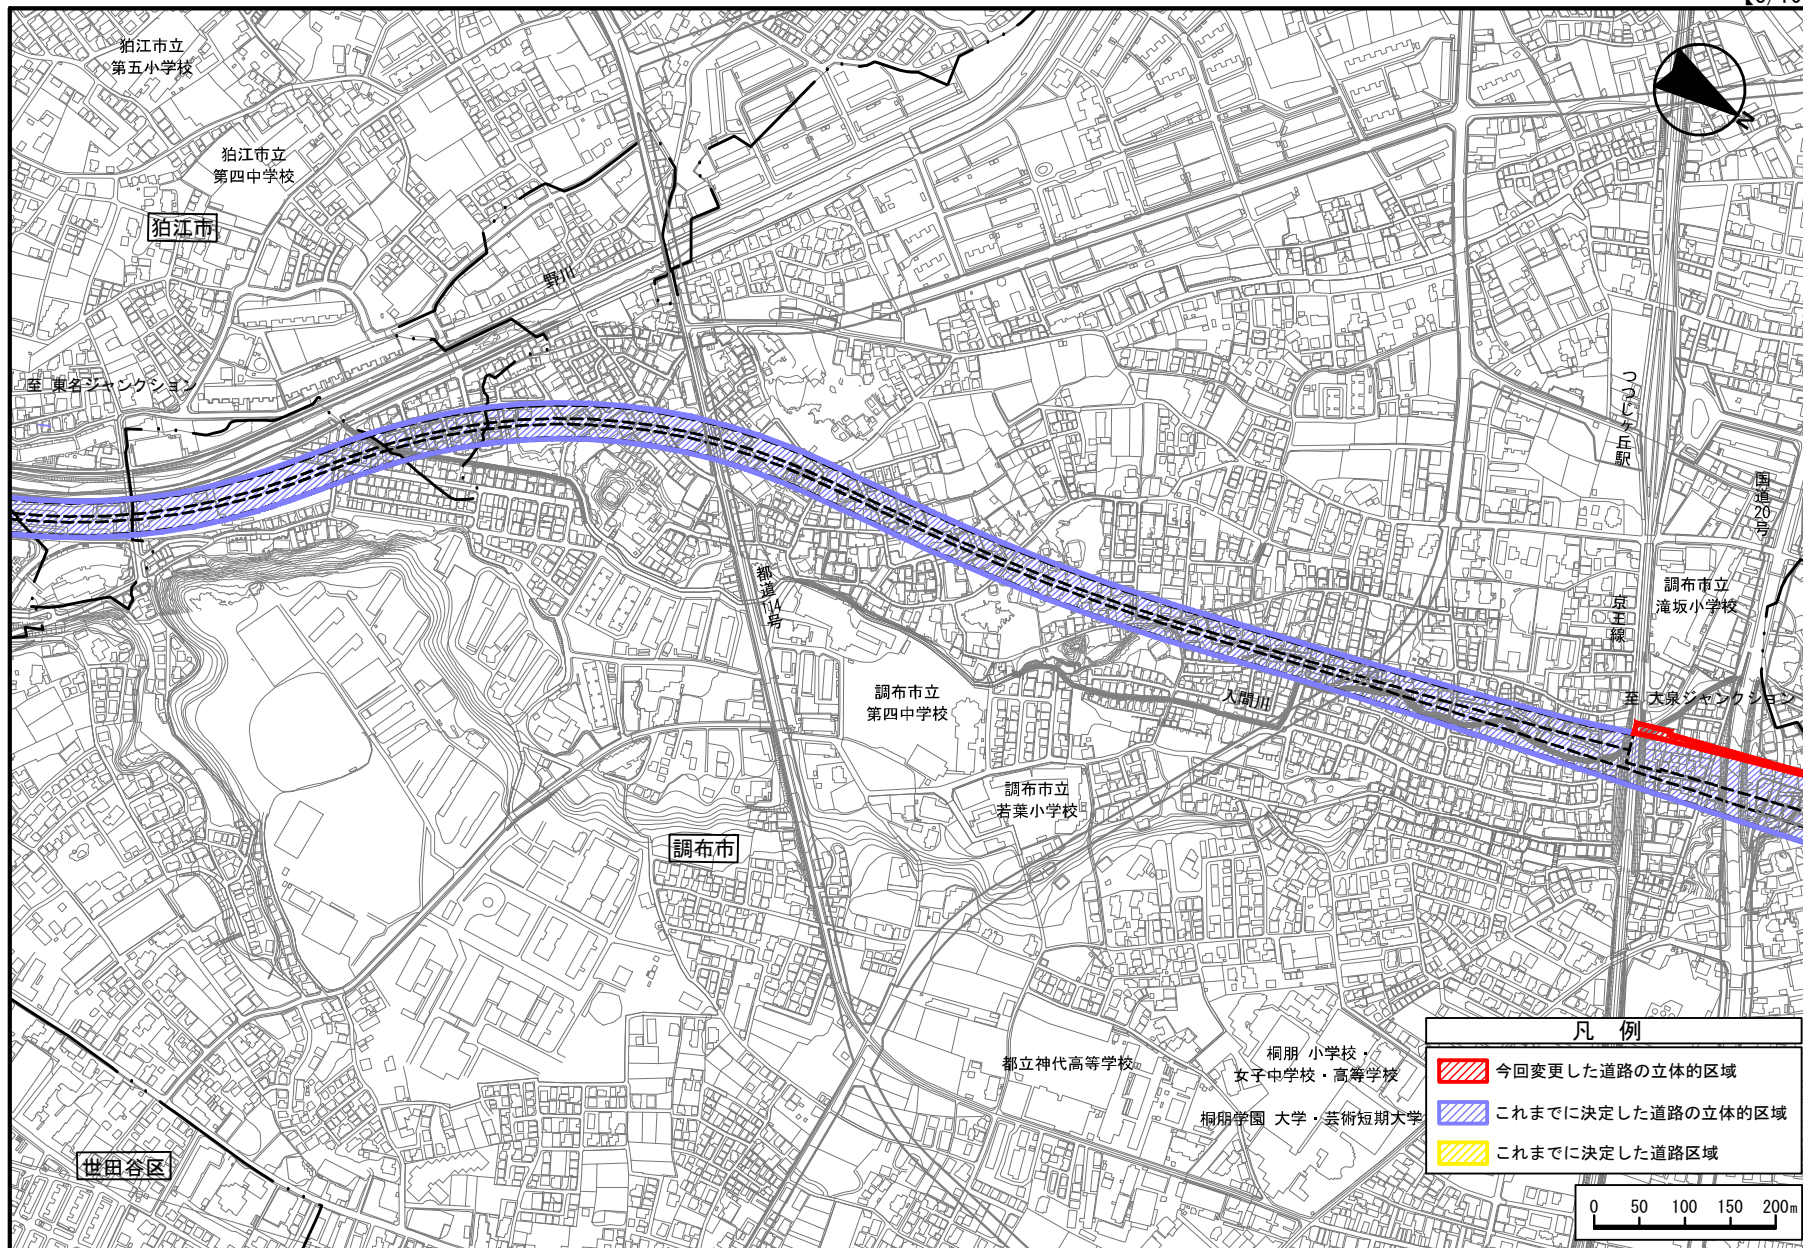 狛江市立
第五小学校
狛江市立
第四中学校
狛江市
野川
N
至 東名ジャンクション
つつじヶ丘駅
国道20号
都道114号
調布市立
滝坂小学校
京王線
調布市立
第四中学校
入間川
至 大泉ジャンクション
調布市立
若葉小学校
調布市
都立神代高等学校
桐朋 小学校・
女子中学校・高等学校
桐朋学園 大学・芸術短期大学
世田谷区
凡 例
今回変更した道路の立体的区域
これまでに決定した道路の立体的区域
これまでに決定した道路区域
0 50 100 150 200m